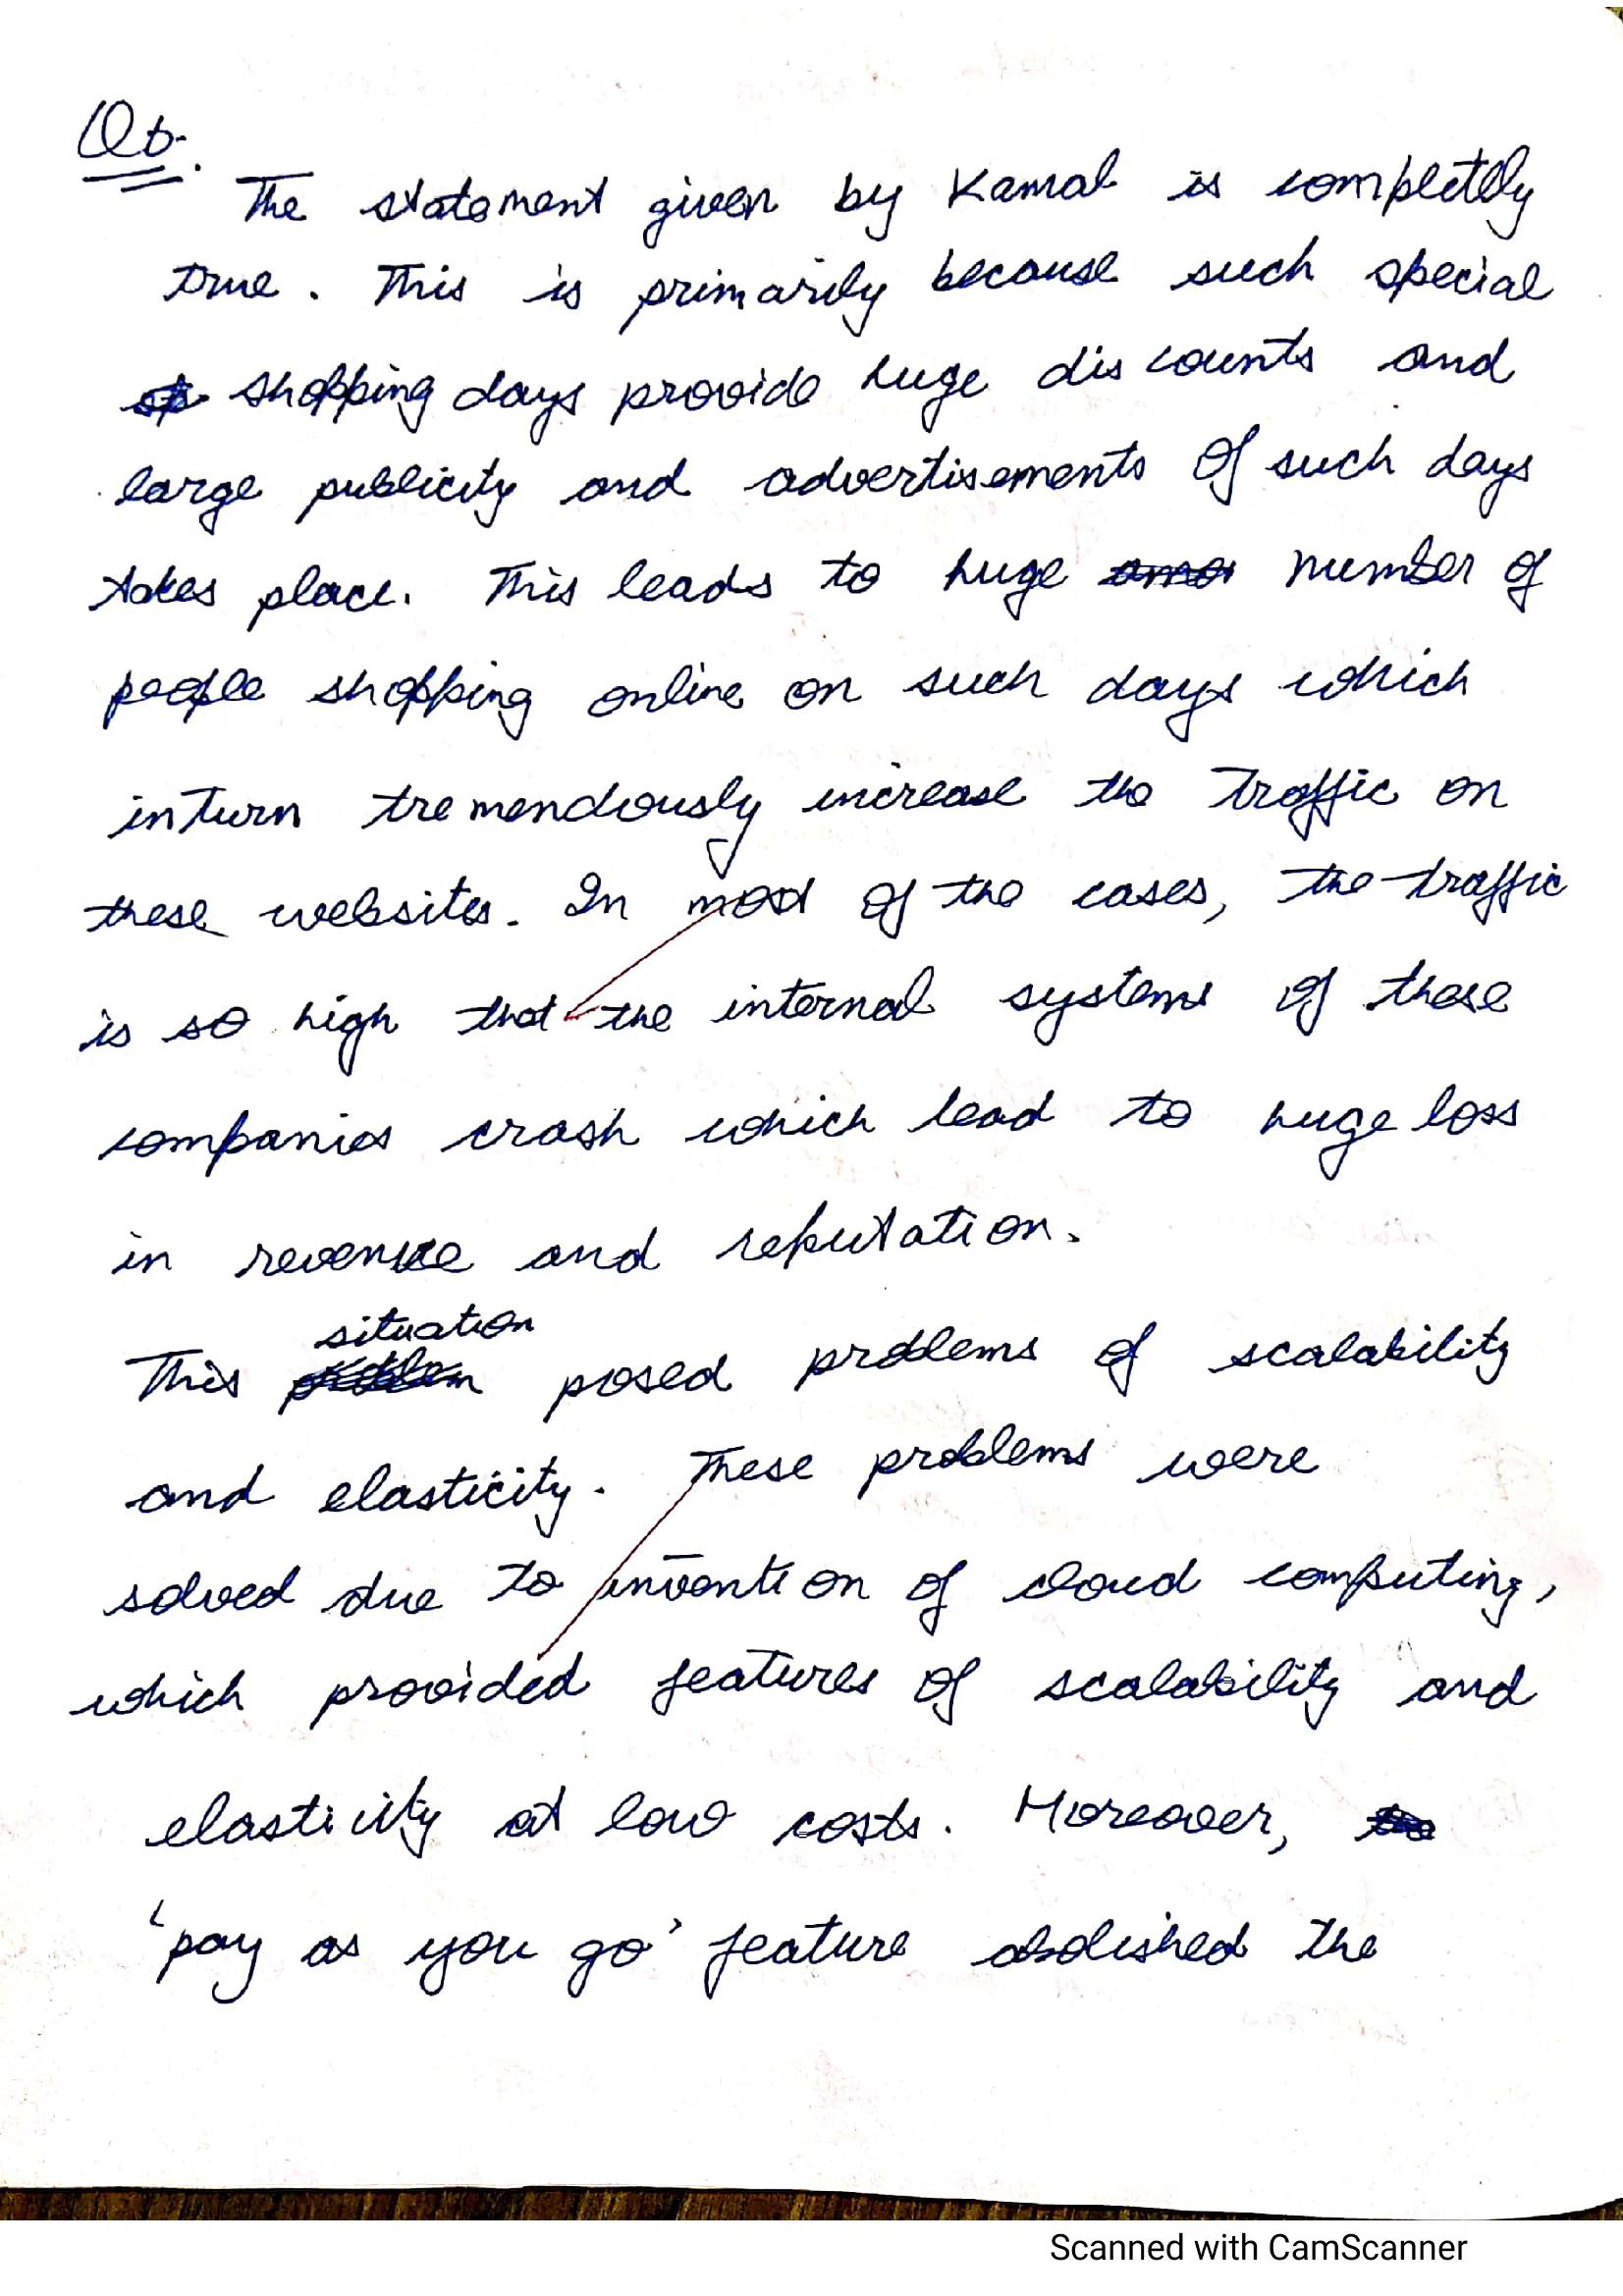 Qb.
The statement given by Kamal is completely
true. This is primarily because such special
shopping days provide huge discounts and
large publicity and advertisements of such days
takes place. This leads to huge number of
people shopping online on such days which
inturn tremendously increase the traffic on
these websites. In most of the cases, the traffic
is so high that the internal systems of these
companies crash which lead to huge loss
in revenue and reputation.
situation
This posed problems of scalability
and elasticity. These problems were
solved due to invention of cloud computing,
which provided features of scalability and
elasticity at low costs. Moreover,
'pay as you go' feature abolished the
Scanned with CamScanner